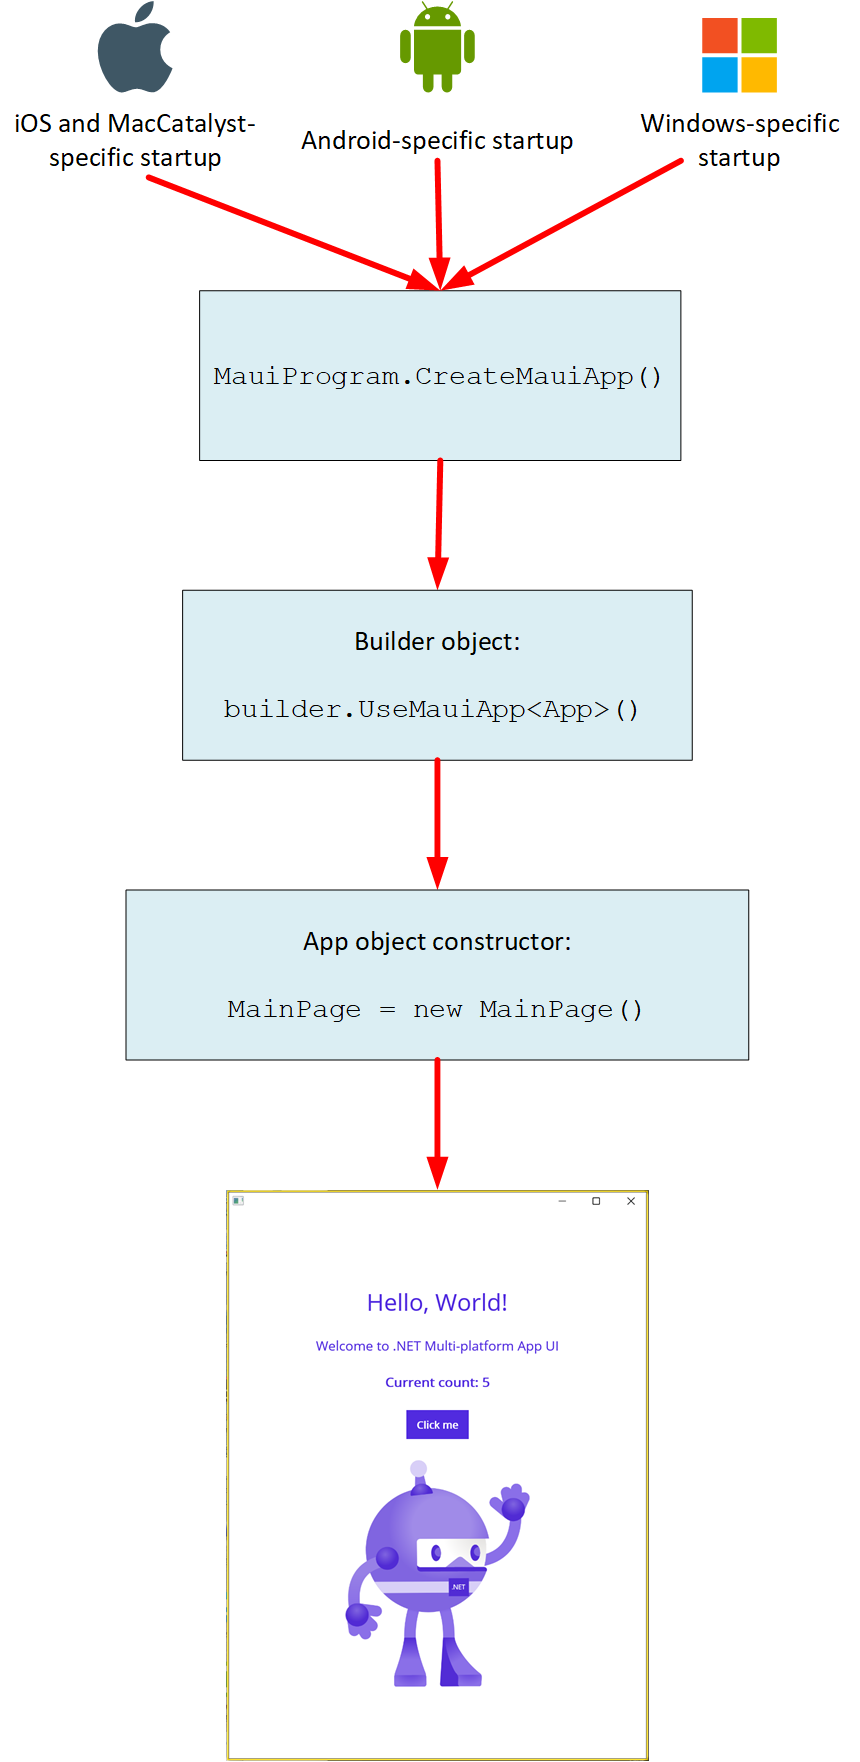 iOS and MacCatalyst-
specific startup
Android-specific startup
Windows-specific
startup
MauiProgram.CreateMauiApp()
Builder object:
builder.UseMauiApp<App>()
App object constructor:
MainPage = new MainPage()
Hello, World!
Welcome to .NET Multi-platform App UI
Current count: 5
Click me
.NET